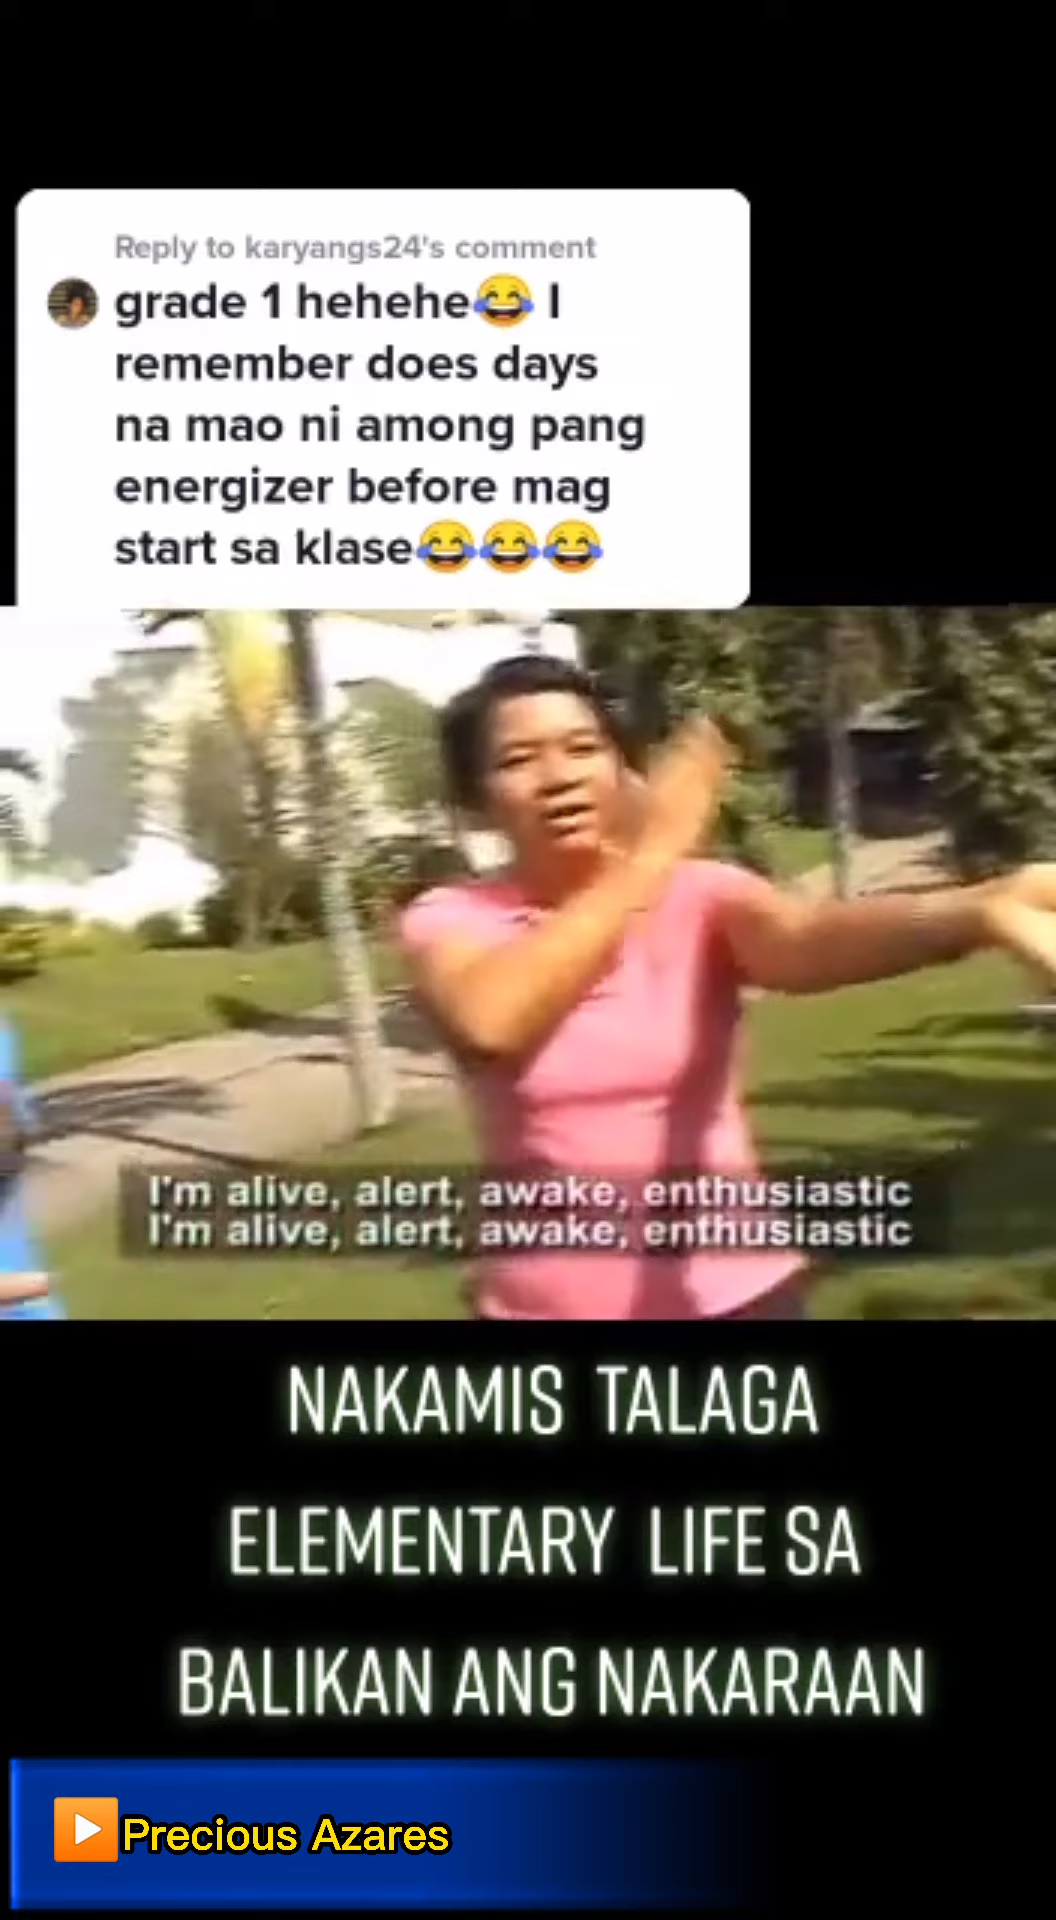 Reply to karyangs24's comment
grade 1 hehehe😂 I
remember does days
na mao ni among pang
energizer before mag
start sa klase😂😂😂
I'm alive, alert, awake, enthusiastic
I'm alive, alert, awake, enthusiastic
NAKAMIS TALAGA
ELEMENTARY LIFE SA
BALIKAN ANG NAKARAAN
Precious Azares